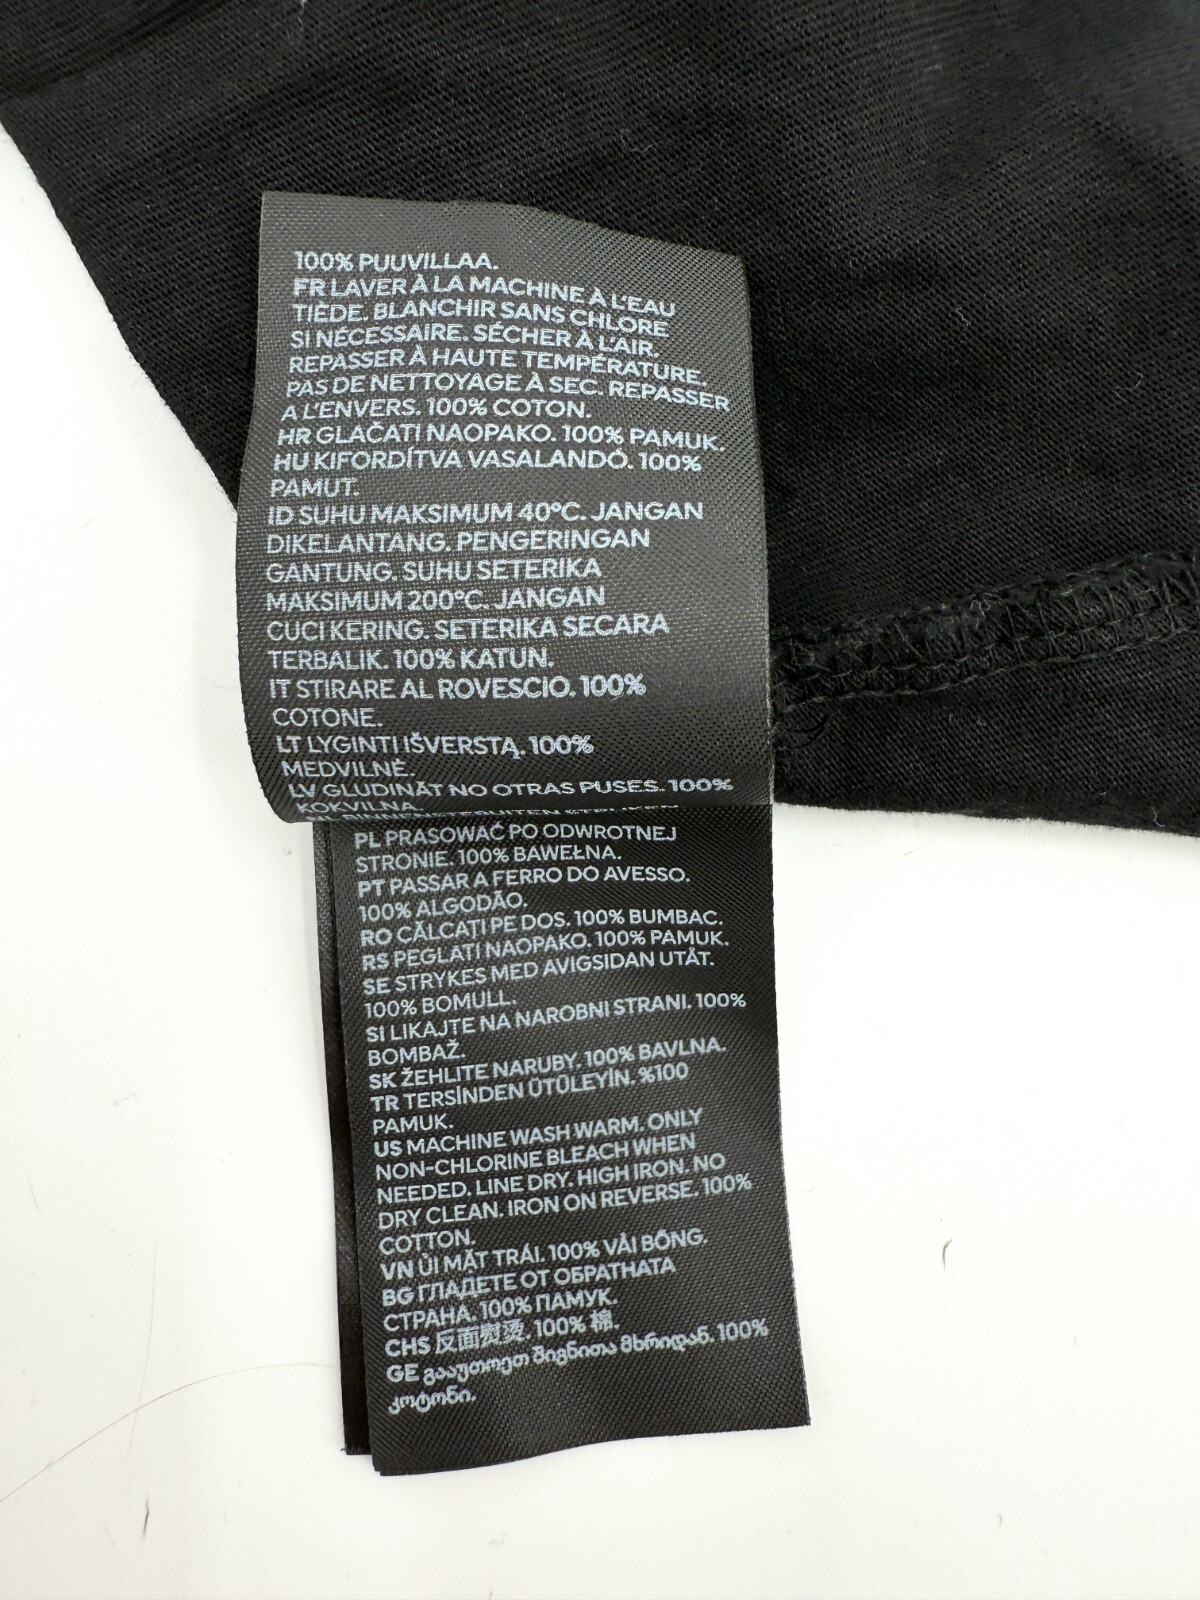 100% PUUVILLAA.
FR LAVER À LA MACHINE À L'EAU
TIÈDE. BLANCHIR SANS CHLORE
SI NÉCESSAIRE. SÉCHER À L'AIR.
REPASSER À HAUTE TEMPÉRATURE.
PAS DE NETTOYAGE À SEC. REPASSER
A L'ENVERS. 100% COTON.
HR GLAČATI NAOPAKO. 100% PAMUK.
HU KIFORDÍTVA VASALANDÓ. 100%
PAMUT.
ID SUHU MAKSIMUM 40°C. JANGAN
DIKELANTANG. PENGERINGAN
GANTUNG. SUHU SETERIKA
MAKSIMUM 200°C. JANGAN
CUCI KERING. SETERIKA SECARA
TERBALIK. 100% KATUN.
IT STIRARE AL ROVESCIO. 100%
COTONE.
LT LYGINTI IŠVERSTĄ. 100%
MEDVILNĖ.
LV GLUDINĀT NO OTRAS PUSES. 100%
KOKVILNA.
PL PRASOWAĆ PO ODWROTNEJ
STRONIE. 100% BAWEŁNA.
PT PASSAR A FERRO DO AVESSO.
100% ALGODÃO.
RO CĂLCAȚI PE DOS. 100% BUMBAC.
RS PEGLATI NAOPAKO. 100% PAMUK.
SE STRYKES MED AVIGSIDAN UTÅT.
100% BOMULL.
SI LIKAJTE NA NAROBNI STRANI. 100%
BOMBAŽ.
SK ŽEHLITE NARUBY. 100% BAVLNA.
TR TERSİNDEN ÜTÜLEYİN. %100
PAMUK.
US MACHINE WASH WARM. ONLY
NON-CHLORINE BLEACH WHEN
NEEDED. LINE DRY. HIGH IRON. NO
DRY CLEAN. IRON ON REVERSE. 100%
COTTON.
VN ỦI MẶT TRÁI. 100% VẢI BÔNG.
BG ГЛАДЕТЕ ОТ ОБРАТНАТА
СТРАНА. 100% ПАМУК.
CHS 反面熨烫. 100% 棉.
GE გააუთოეთ შიგნითა მხრიდან. 100%
კოტონი.